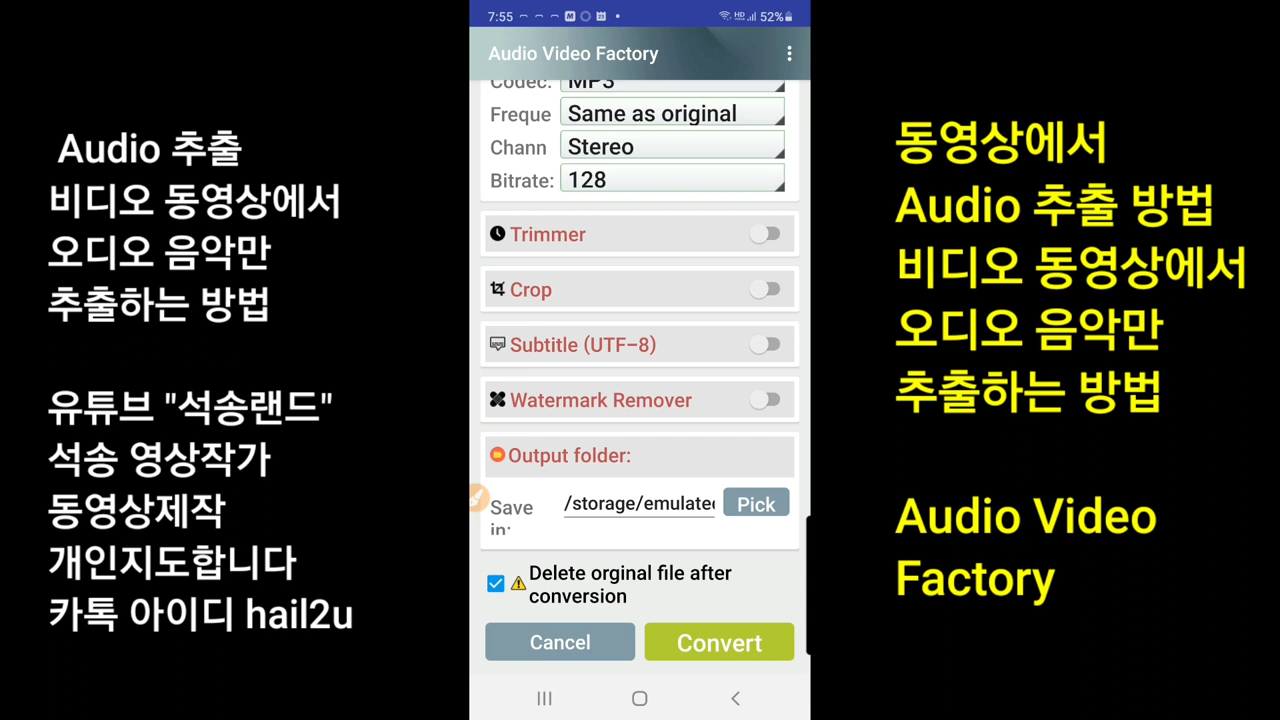 Audio 추출
비디오 동영상에서
오디오 음악만
추출하는 방법
유튜브 "석송랜드"
석송 영상작가
동영상제작
개인지도합니다
카톡 아이디 hail2u
7:55
HD
52%
Audio Video Factory
Codec: MP3
Freque Same as original
Chann Stereo
Bitrate: 128
Trimmer
Crop
Subtitle (UTF-8)
Watermark Remover
Output folder:
Save in: /storage/emulated Pick
Delete orginal file after
conversion
Cancel Convert
동영상에서
Audio 추출 방법
비디오 동영상에서
오디오 음악만
추출하는 방법
Audio Video
Factory